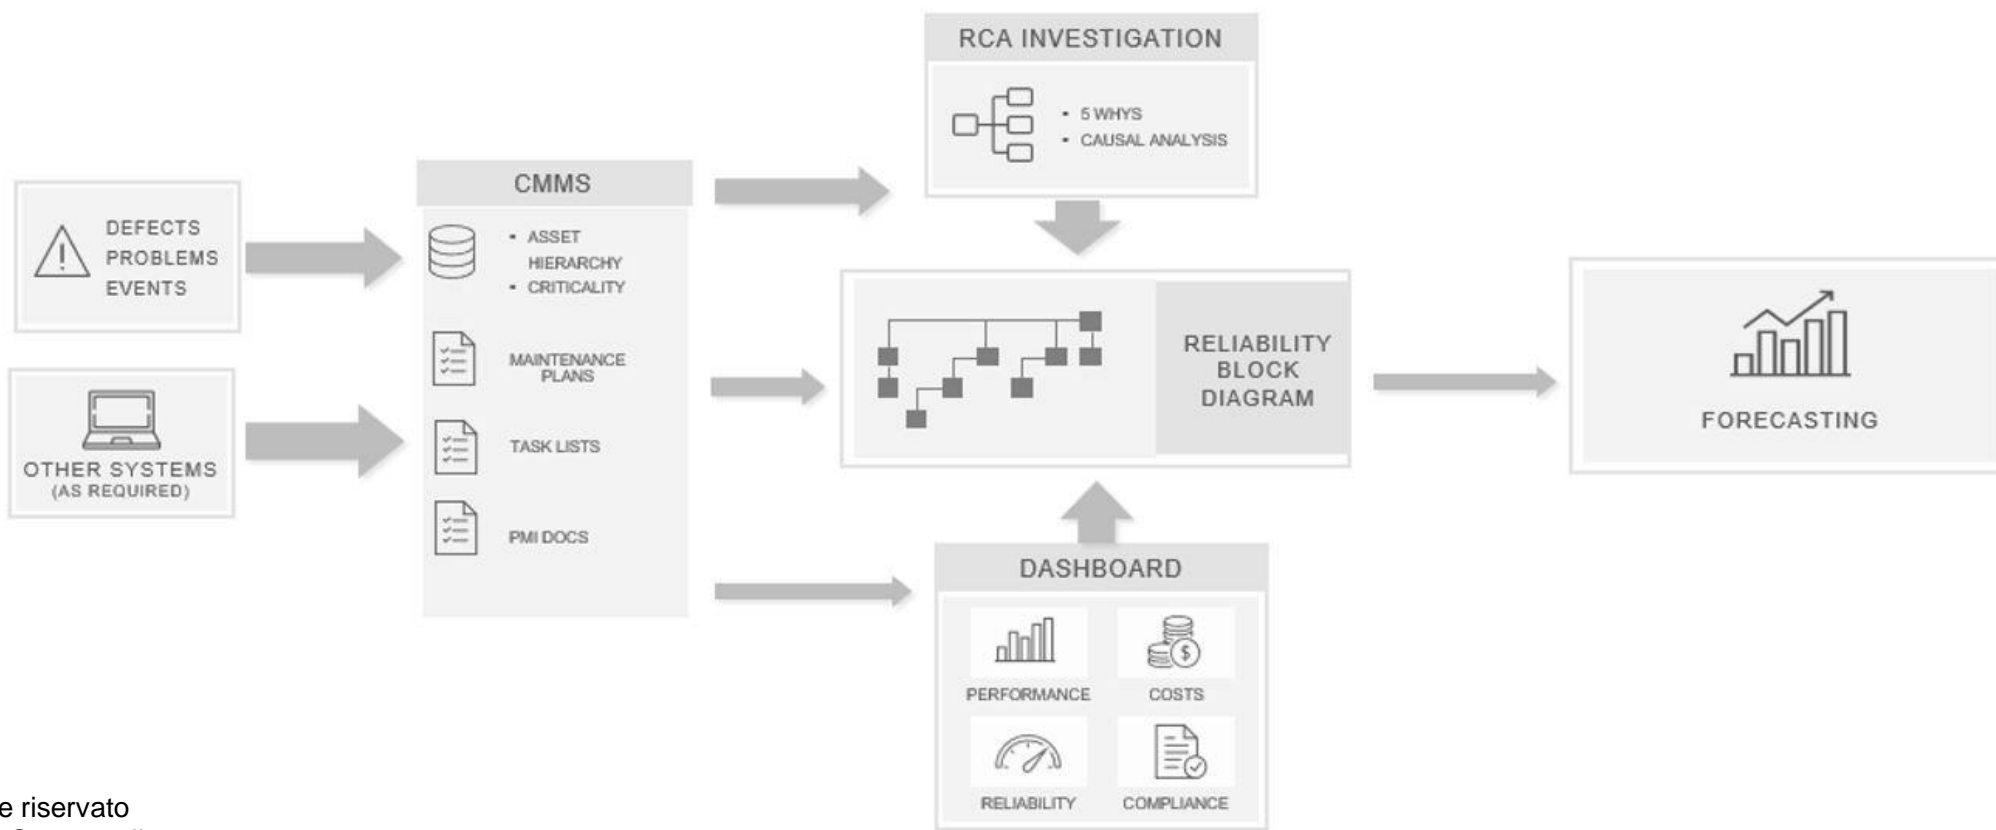 RCA INVESTIGATION
▪ 5 WHYS
▪ CAUSAL ANALYSIS
DEFECTS
PROBLEMS
EVENTS
OTHER SYSTEMS
(AS REQUIRED)
CMMS
▪ ASSET
HIERARCHY
▪ CRITICALITY
MAINTENANCE
PLANS
TASK LISTS
PMI DOCS
RELIABILITY
BLOCK
DIAGRAM
FORECASTING
DASHBOARD
PERFORMANCE
COSTS
$
RELIABILITY
COMPLIANCE
e riservato